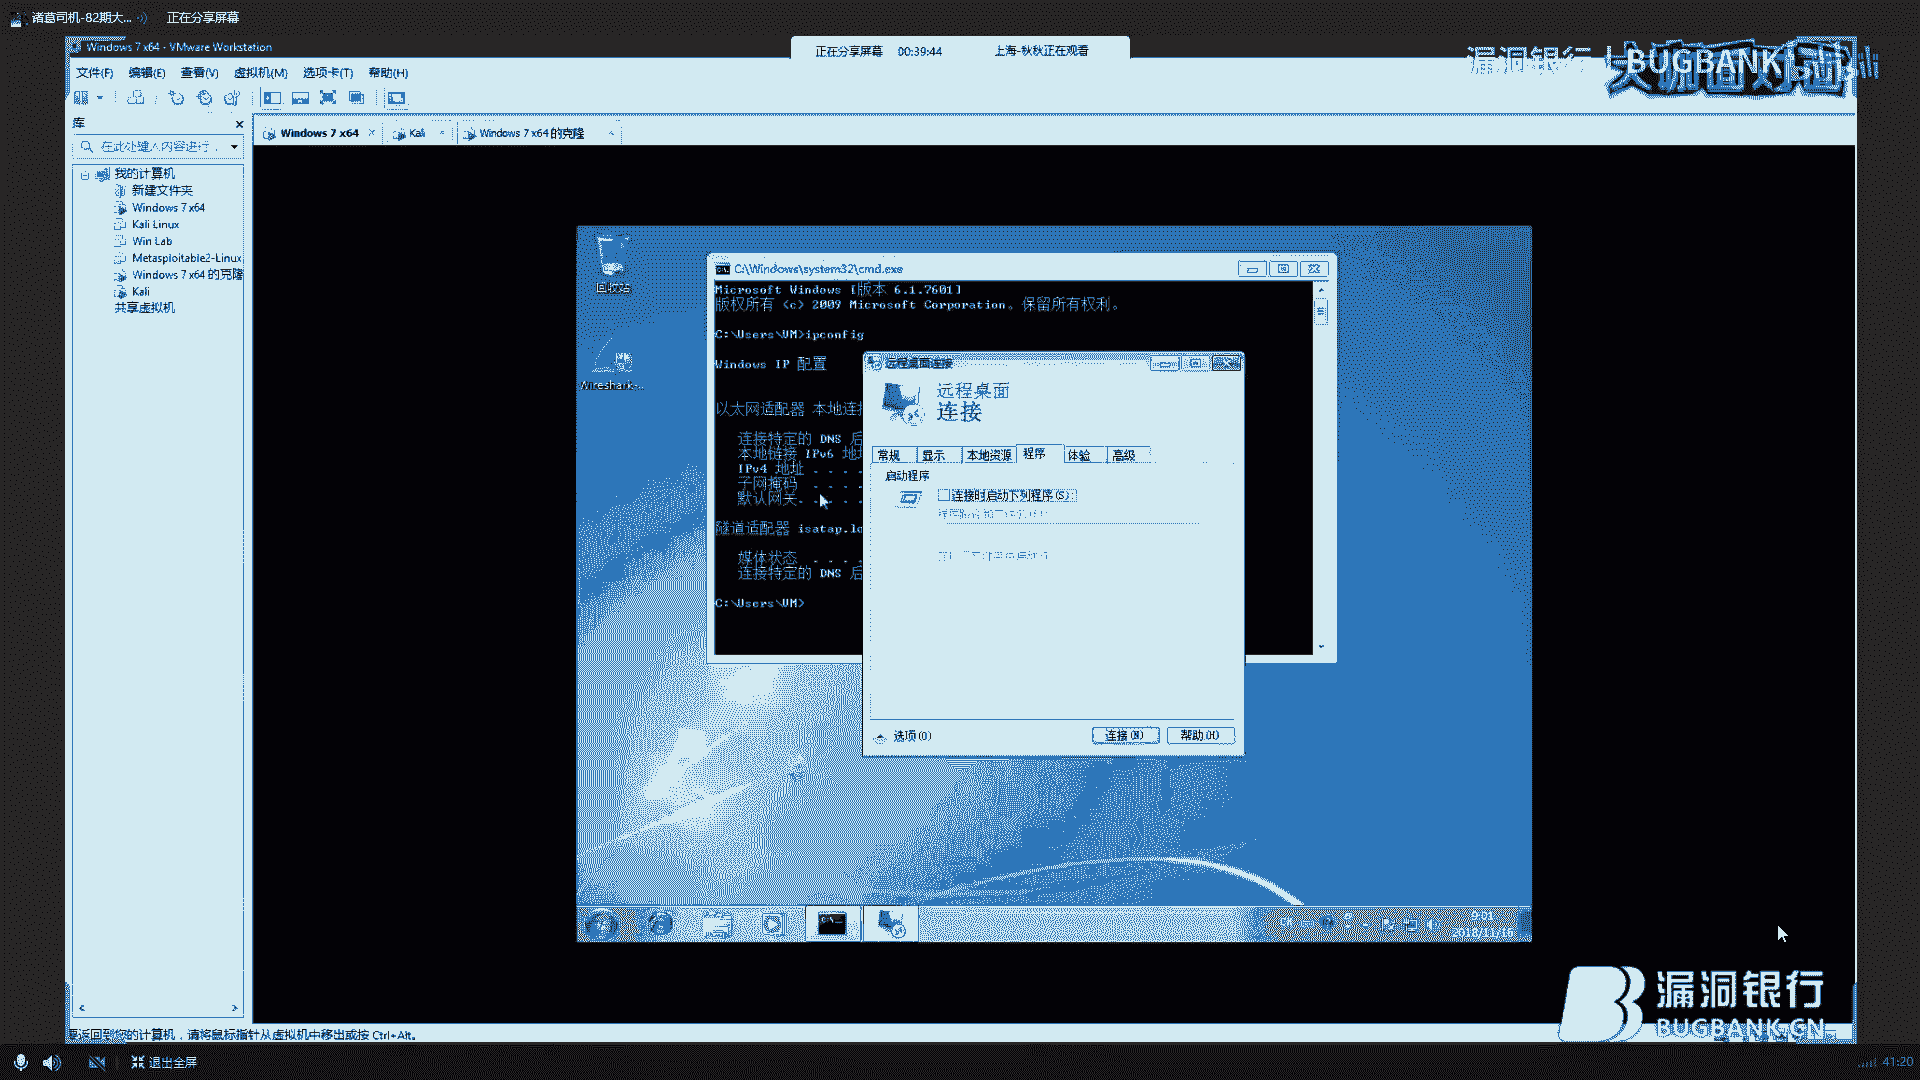 诸葛司机-82期大... 正在分享屏幕
Windows 7 x64 - VMware Workstation
正在分享屏幕 00:39:44 上海-秋秋正在观看
漏洞银行 | BUGBANK
文件(F) 编辑(E) 查看(V) 虚拟机(M) 选项卡(T) 帮助(H)
库
在此处键入内容进行...
Windows 7 x64 Kali Windows 7 x64 的克隆
我的计算机
新建文件夹
Windows 7 x64
Kali Linux
Win Lab
Metasploitable2-Linux
Windows 7 x64 的克隆
Kali
共享虚拟机
回收站
Wireshark-...
C:\Windows\system32\cmd.exe
Microsoft Windows [版本 6.1.7601]
版权所有 (c) 2009 Microsoft Corporation。保留所有权利。
C:\Users\VM>ipconfig
Windows IP 配置
以太网适配器 本地连接
连接特定的 DNS 后
本地链接 IPv6 地址
IPv4 地址 . . . .
子网掩码 . . . .
默认网关. . . . .
隧道适配器 isatap.lo
媒体状态 . . . .
连接特定的 DNS 后
C:\Users\VM>
远程桌面连接
远程桌面
连接
常规 显示 本地资源 程序 体验 高级
启动程序
连接时启动下列程序(S):
选项(O) 连接(N) 帮助(H)
9:01
2018/11/16
漏洞银行
BUGBANK.CN
要返回到您的计算机，请将鼠标指针从虚拟机中移出或按 Ctrl+Alt。
退出全屏 41:20